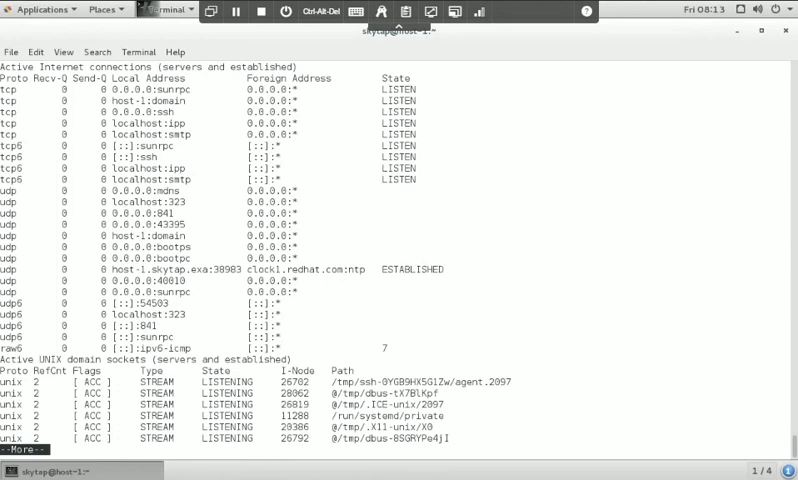 Applications Places Terminal Ctrl-Alt-Del ? Fri 08:13
skytap@host-1:~
File Edit View Search Terminal Help
Active Internet connections (servers and established)
Proto Recv-Q Send-Q Local Address Foreign Address State
tcp 0 0 0.0.0.0:sunrpc 0.0.0.0:* LISTEN
tcp 0 0 host-1:domain 0.0.0.0:* LISTEN
tcp 0 0 0.0.0.0:ssh 0.0.0.0:* LISTEN
tcp 0 0 localhost:ipp 0.0.0.0:* LISTEN
tcp 0 0 localhost:smtp 0.0.0.0:* LISTEN
tcp6 0 0 [::]:sunrpc [::]:* LISTEN
tcp6 0 0 [::]:ssh [::]:* LISTEN
tcp6 0 0 localhost:ipp [::]:* LISTEN
tcp6 0 0 localhost:smtp [::]:* LISTEN
udp 0 0 0.0.0.0:mdns 0.0.0.0:*
udp 0 0 localhost:323 0.0.0.0:*
udp 0 0 0.0.0.0:841 0.0.0.0:*
udp 0 0 0.0.0.0:43395 0.0.0.0:*
udp 0 0 host-1:domain 0.0.0.0:*
udp 0 0 0.0.0.0:bootps 0.0.0.0:*
udp 0 0 0.0.0.0:bootpc 0.0.0.0:*
udp 0 0 host-1.skytap.exa:38983 clock1.redhat.com:ntp ESTABLISHED
udp 0 0 0.0.0.0:40010 0.0.0.0:*
udp 0 0 0.0.0.0:sunrpc 0.0.0.0:*
udp6 0 0 [::]:54503 [::]:*
udp6 0 0 localhost:323 [::]:*
udp6 0 0 [::]:841 [::]:*
udp6 0 0 [::]:sunrpc [::]:*
raw6 0 0 [::]:ipv6-icmp [::]:* 7
Active UNIX domain sockets (servers and established)
Proto RefCnt Flags Type State I-Node Path
unix 2 [ ACC ] STREAM LISTENING 26702 /tmp/ssh-0YGB9HX5G1Zw/agent.2097
unix 2 [ ACC ] STREAM LISTENING 28062 @/tmp/dbus-tX7BlKpf
unix 2 [ ACC ] STREAM LISTENING 26819 @/tmp/.ICE-unix/2097
unix 2 [ ACC ] STREAM LISTENING 11288 /run/systemd/private
unix 2 [ ACC ] STREAM LISTENING 20386 @/tmp/.X11-unix/X0
unix 2 [ ACC ] STREAM LISTENING 26792 @/tmp/dbus-8SGRYPe4jI
--More--
skytap@host-1:~ 1 / 4 1